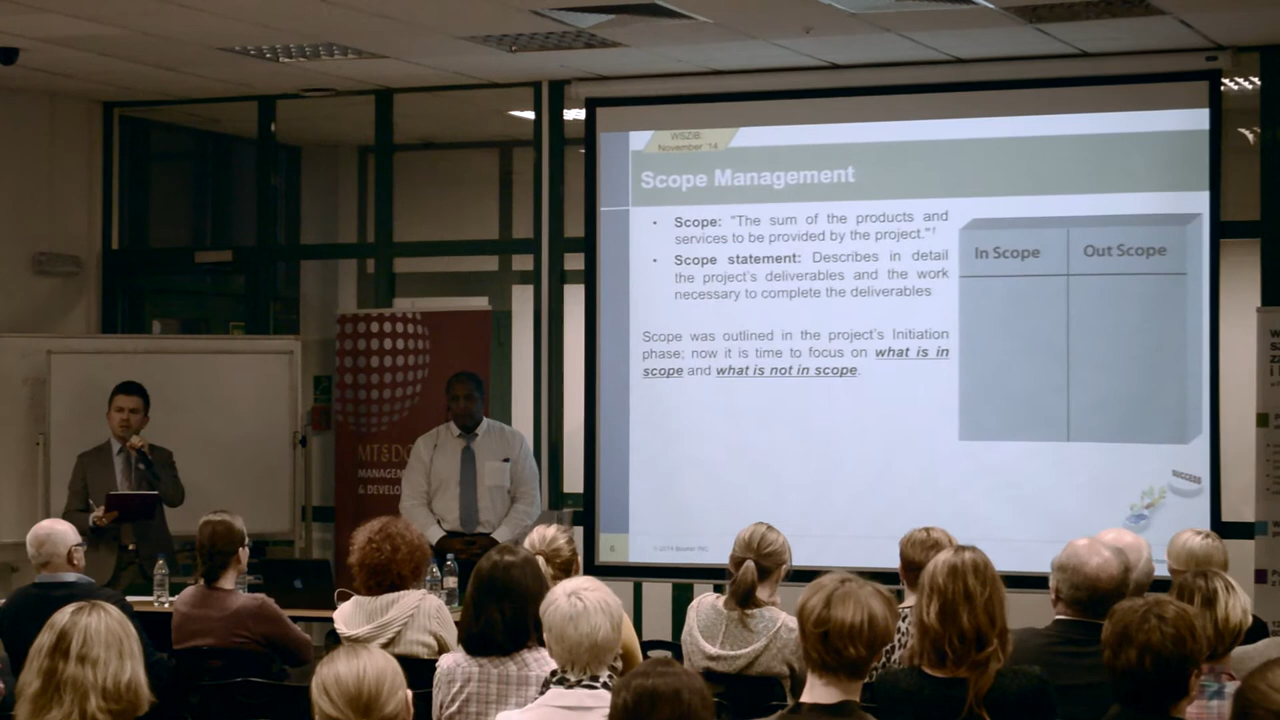 WSZiB:
November '14
Scope Management
• Scope: "The sum of the products and
services to be provided by the project."¹
• Scope statement: Describes in detail
the project's deliverables and the work
necessary to complete the deliverables
Scope was outlined in the project's Initiation
phase; now it is time to focus on what is in
scope and what is not in scope.
In Scope
Out Scope
SUCCESS
6
MT&DC
MANAGEM
& DEVELO